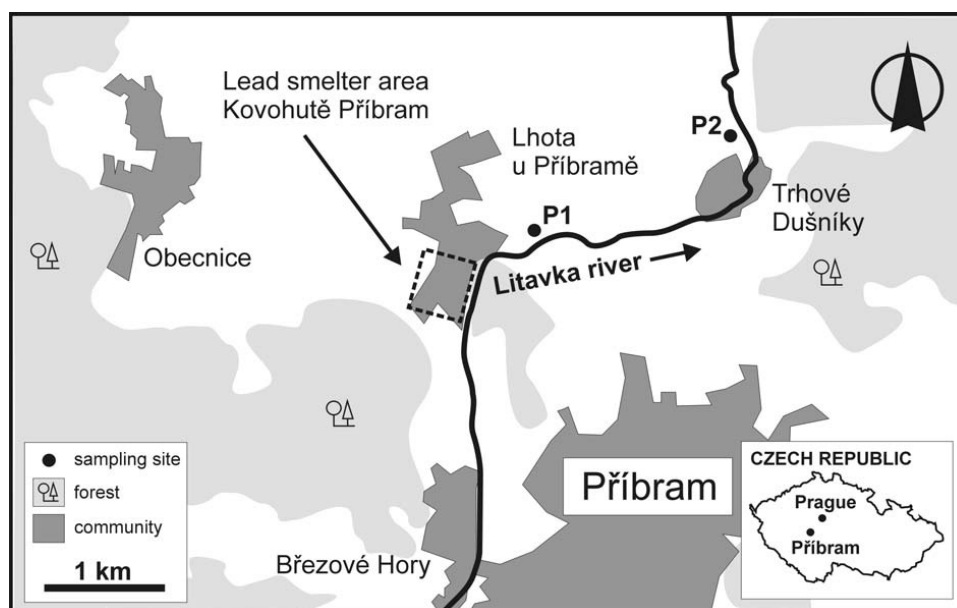 Lead smelter area
Kovohutě Příbram
Lhota
u Příbramě
P2
P1
Trhové
Dušníky
Obecnice
Litavka river
sampling site
forest
community
1 km
Březové Hory
Příbram
CZECH REPUBLIC
Prague
Příbram